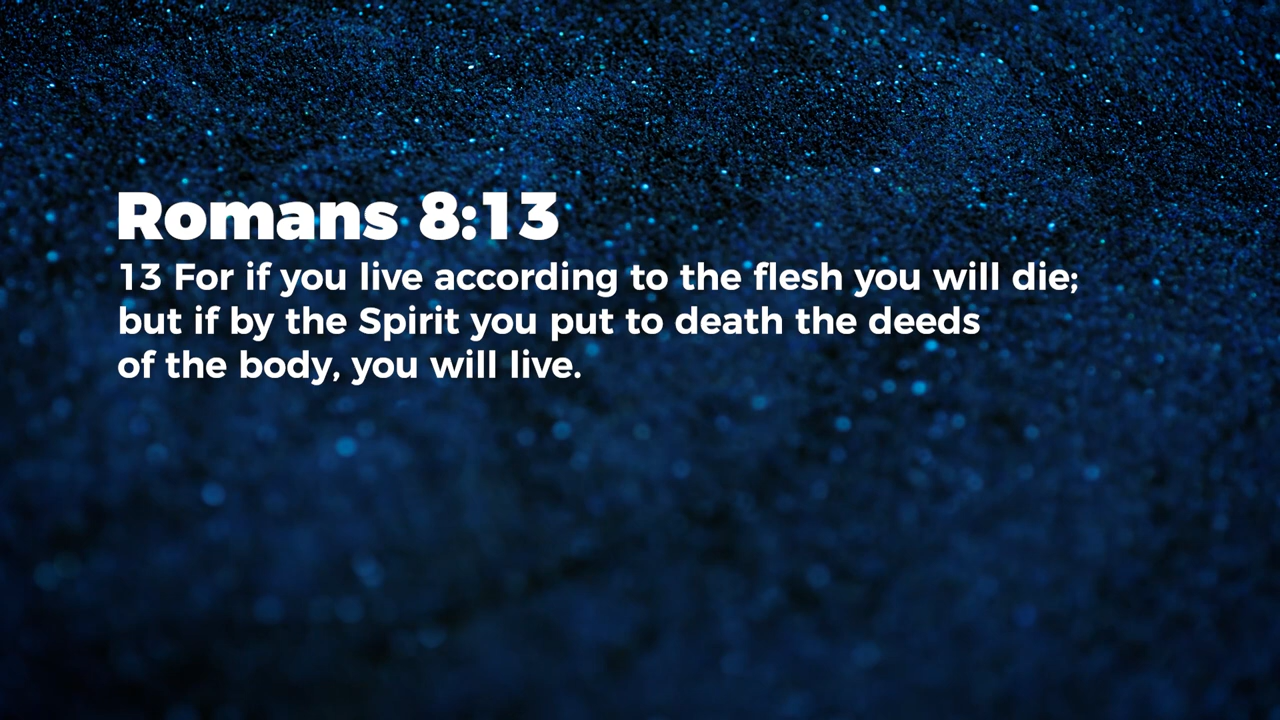 Romans 8:13
13 For if you live according to the flesh you will die;
but if by the Spirit you put to death the deeds
of the body, you will live.